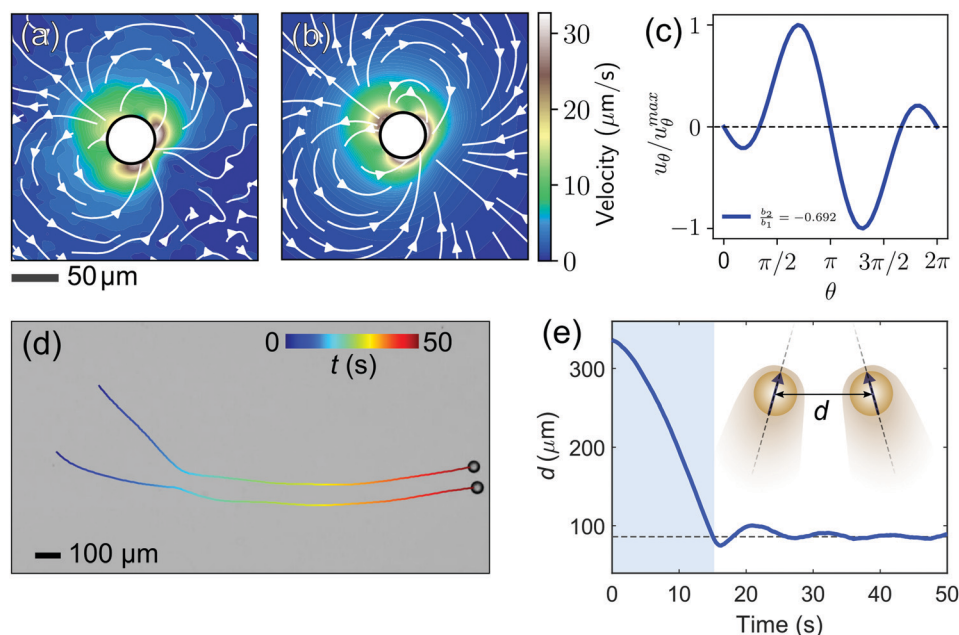 (a)
(b)
30
20
10
0
Velocity (μm/s)
50 μm
(c)
1
0
−1
u_θ/u_θ^max
b₂/b₁ = −0.692
0
π/2
π
3π/2
2π
θ
(d)
0
50
t (s)
100 μm
(e)
300
200
100
d (μm)
d
0
10
20
30
40
50
Time (s)